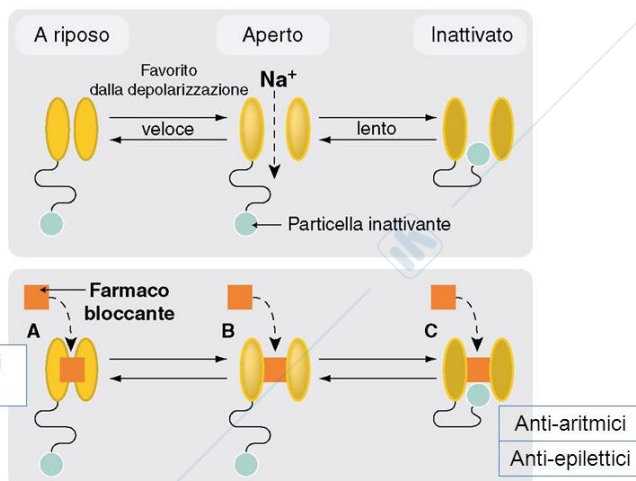 A riposo
Aperto
Inattivato
Favorito
dalla depolarizzazione
Na⁺
veloce
lento
Particella inattivante
Farmaco
bloccante
A
B
C
Anti-aritmici
Anti-epilettici